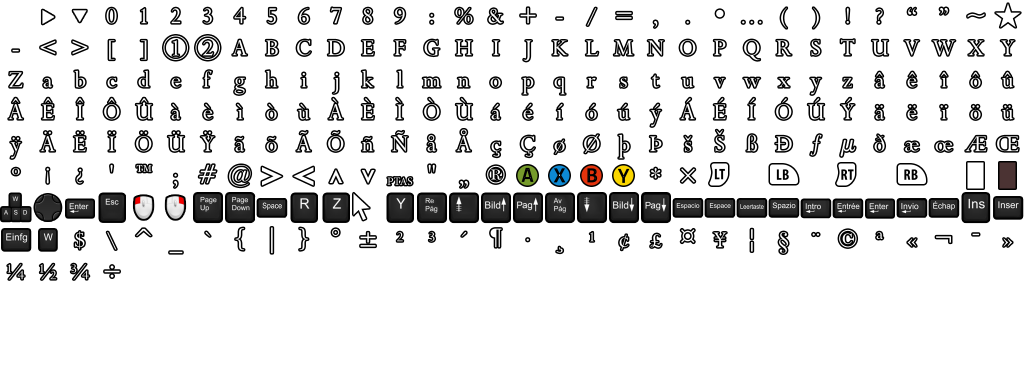 0 1 2 3 4 5 6 7 8 9 : % & + - / = , . ° … ( ) ! ? “ ” ~
- < > [ ] 1 2 A B C D E F G H I J K L M N O P Q R S T U V W X Y
Z a b c d e f g h i j k l m n o p q r s t u v w x y z â ê î ô û
Â Ê Î Ô Û à è ì ò ù À È Ì Ò Ù á é í ó ú ý Á É Í Ó Ú Ý ä ë ï ö ü
ÿ Ä Ë Ï Ö Ü Ÿ ã õ Ã Õ ñ Ñ å Å ç Ç ø Ø þ Þ š Š ß Ð ƒ µ ð æ œ Æ Œ
º ¡ ¿ ' ™ ; # @ > < ʌ v PTAS " „ ® A X B Y * × LT LB RT RB
W A S D Enter Esc Page Up Page Down Space R Z Y Re Pág Bild Pag Av Pág Bild Pag Espacio Espace Leertaste Spazio Intro Entrée Enter Invio Échap Ins Inser
Einfg W $ \ ^ _ ` { | } ° ± ² ³ ´ ¶ · ¸ ¹ ¢ £ ¤ ¥ ¦ § ¨ © ª « ¬ ¯ »
¼ ½ ¾ ÷